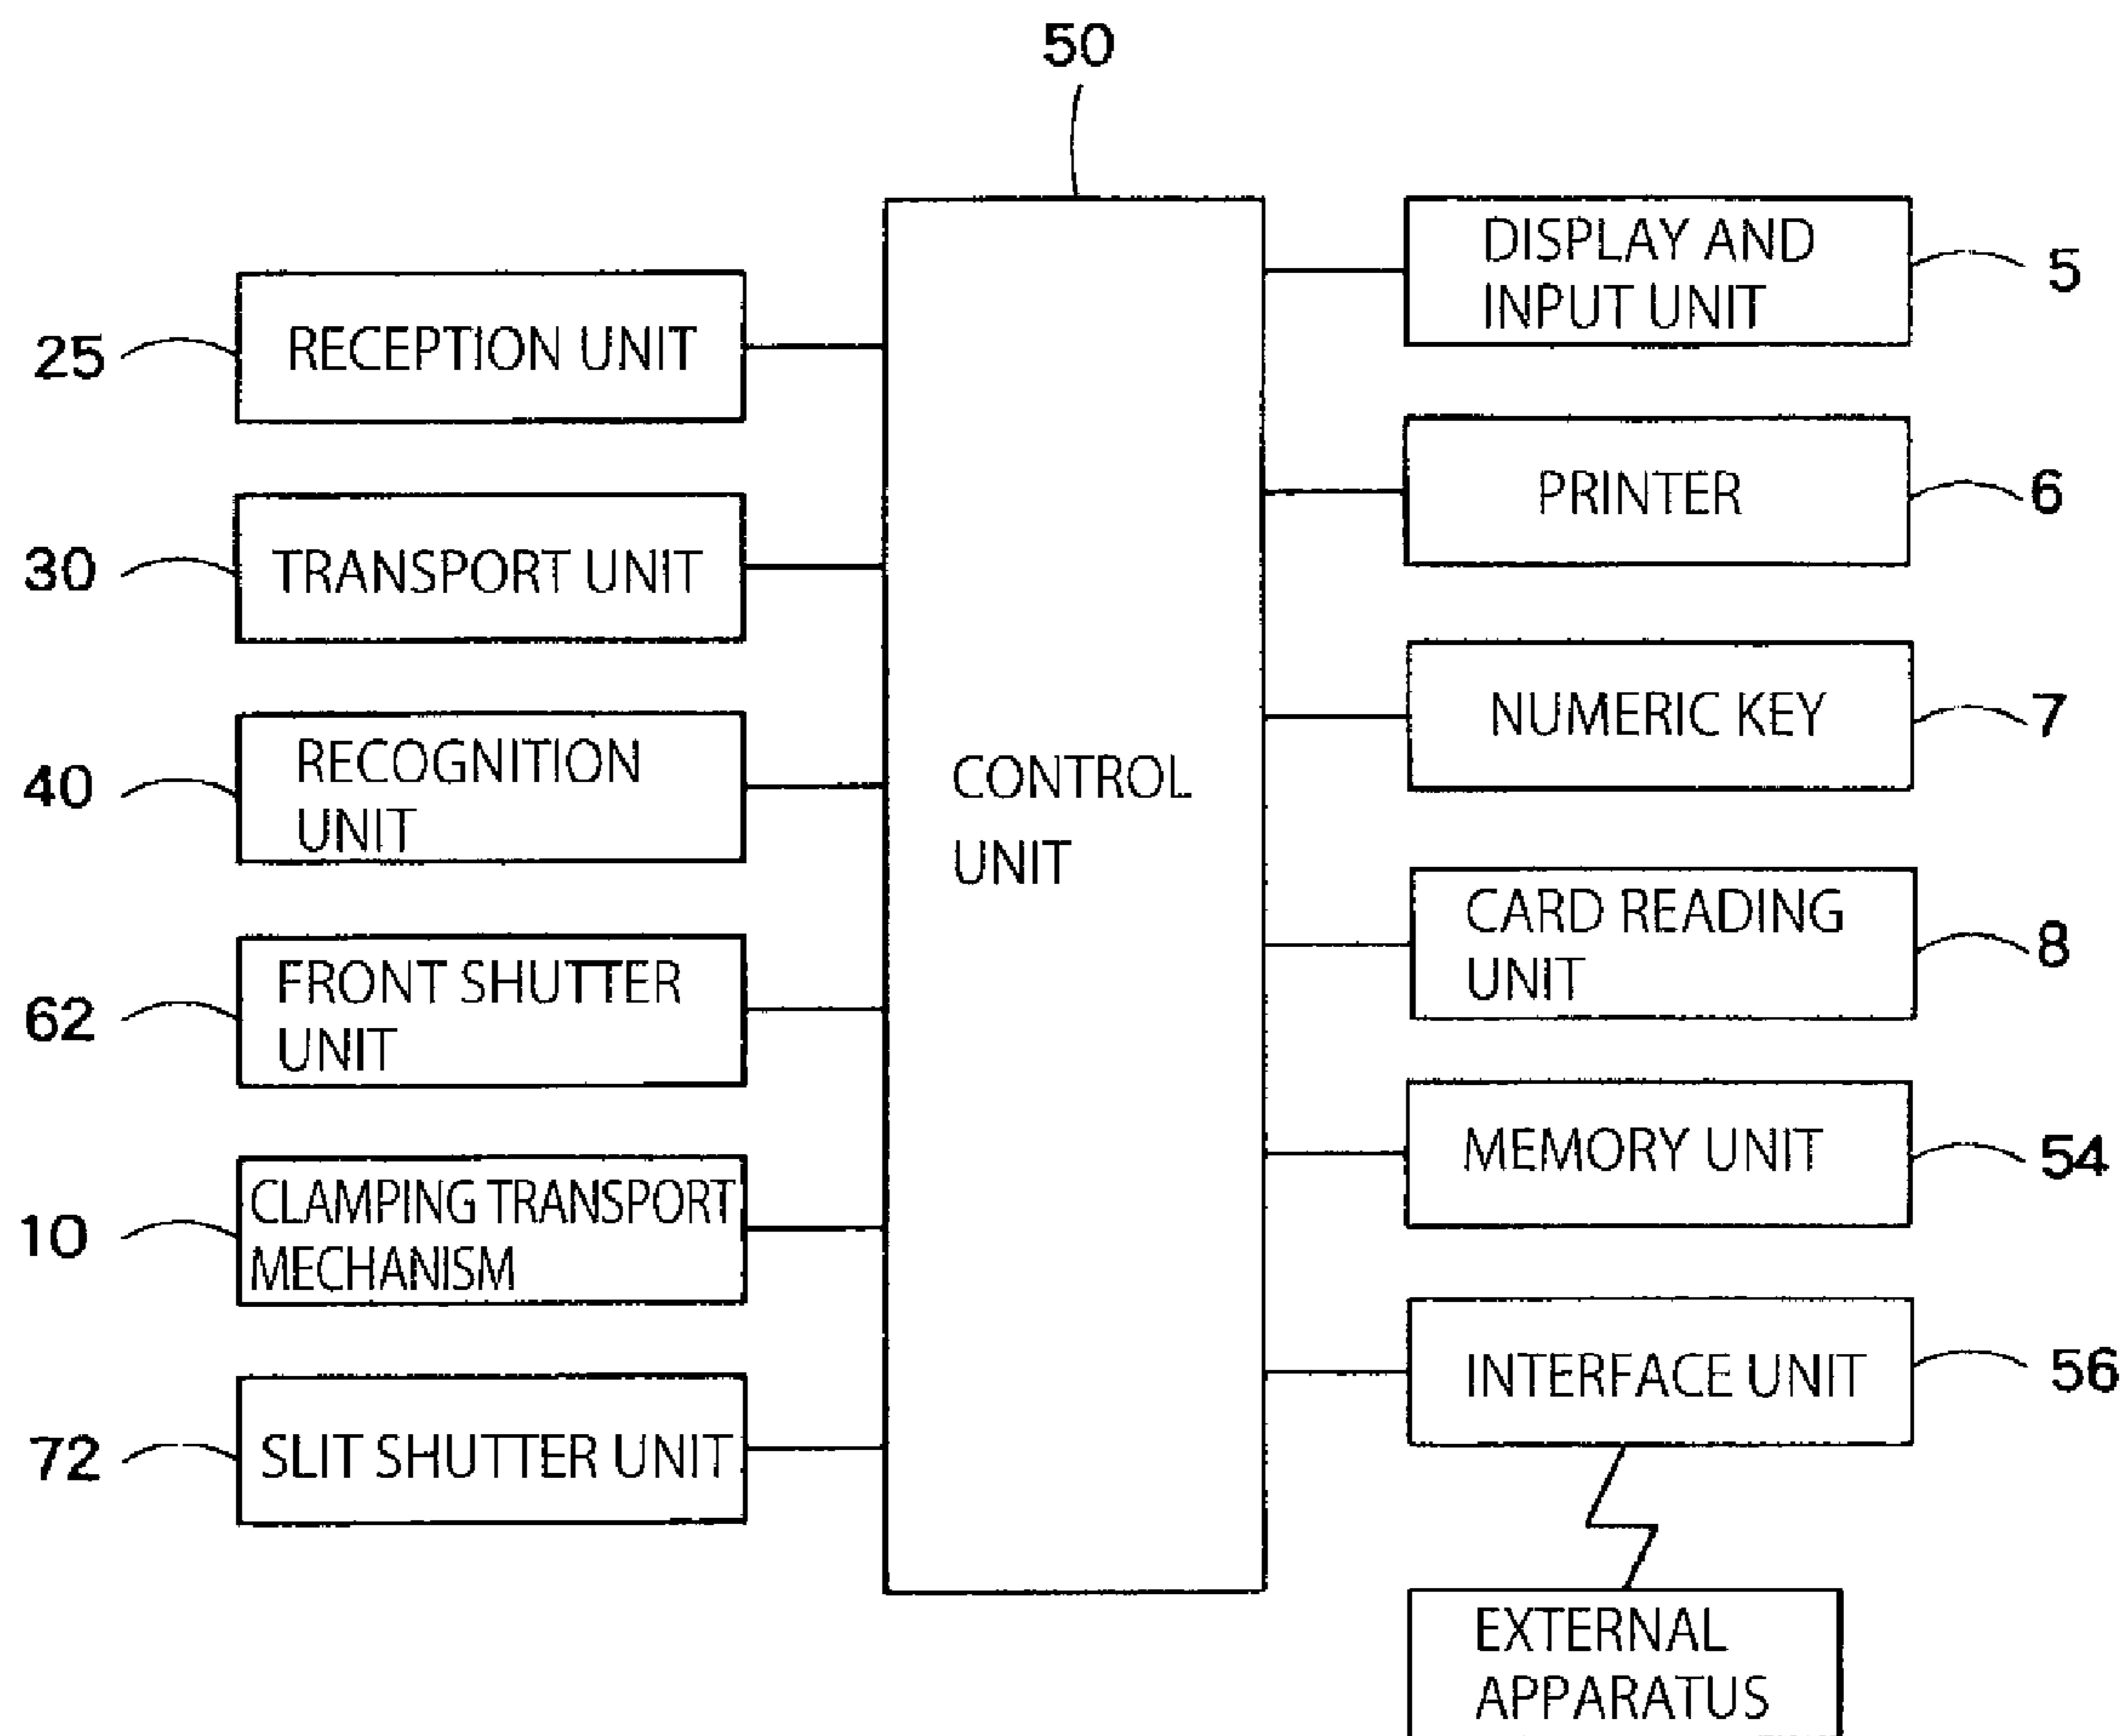 50
25
RECEPTION UNIT
30
TRANSPORT UNIT
40
RECOGNITION
UNIT
62
FRONT SHUTTER
UNIT
10
CLAMPING TRANSPORT
MECHANISM
72
SLIT SHUTTER UNIT
CONTROL
UNIT
DISPLAY AND
INPUT UNIT
5
PRINTER
6
NUMERIC KEY
7
CARD READING
UNIT
8
MEMORY UNIT
54
INTERFACE UNIT
56
EXTERNAL
APPARATUS